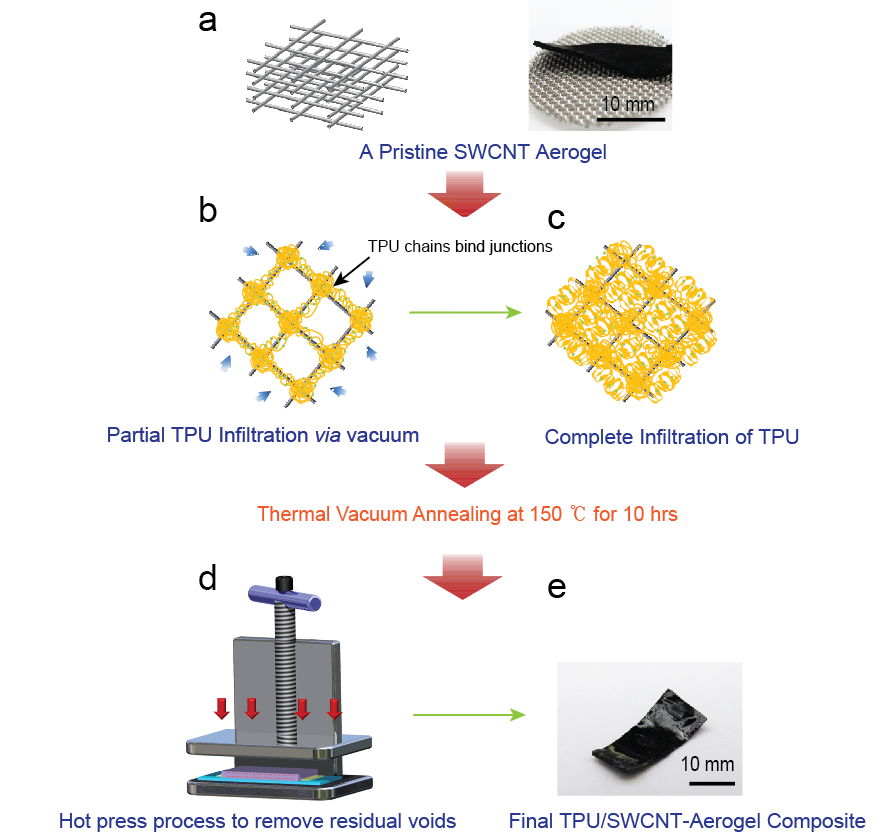 a
10 mm
A Pristine SWCNT Aerogel
b
c
TPU chains bind junctions
Partial TPU Infiltration via vacuum
Complete Infiltration of TPU
Thermal Vacuum Annealing at 150 ℃ for 10 hrs
d
e
10 mm
Hot press process to remove residual voids
Final TPU/SWCNT-Aerogel Composite